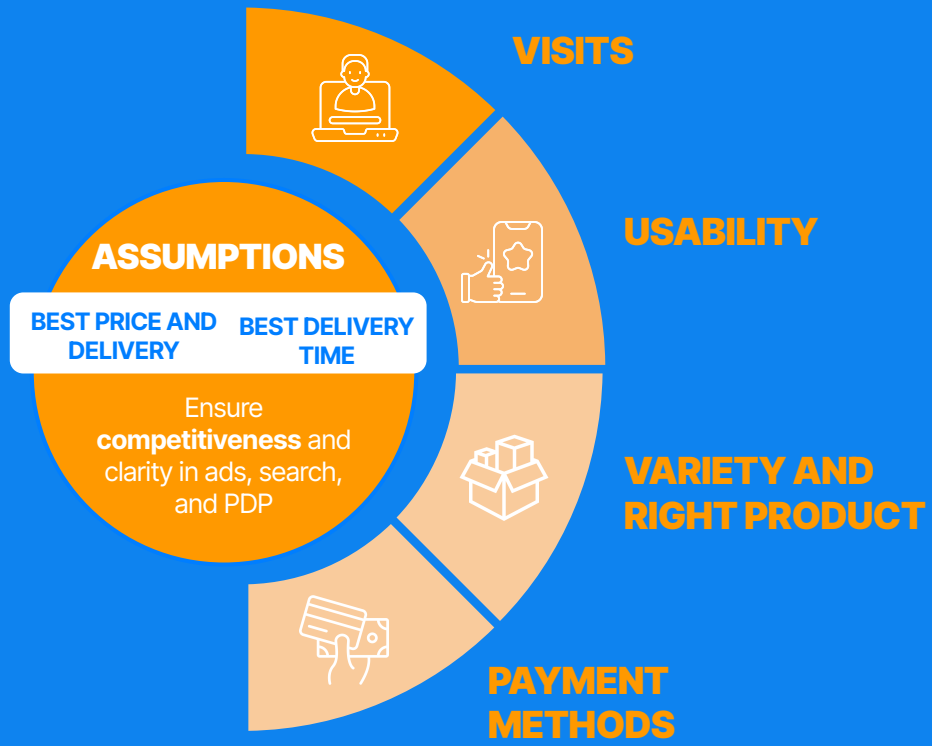 VISITS
USABILITY
ASSUMPTIONS
BEST PRICE AND
DELIVERY
BEST DELIVERY
TIME
Ensure
competitiveness and
clarity in ads, search,
and PDP
VARIETY AND
RIGHT PRODUCT
PAYMENT
METHODS